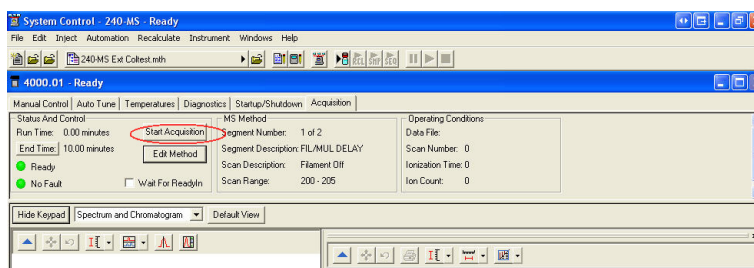 System Control - 240-MS - Ready
File Edit Inject Automation Recalculate Instrument Windows Help
240-MS Ext Coltest.mth RCL SMP SEQ
4000.01 - Ready
Manual Control Auto Tune Temperatures Diagnostics Startup/Shutdown Acquisition
Status And Control
Run Time: 0.00 minutes Start Acquisition
End Time: 10.00 minutes Edit Method
Ready
No Fault Wait For ReadyIn
MS Method
Segment Number: 1 of 2
Segment Description: FIL/MUL DELAY
Scan Description: Filament Off
Scan Range: 200 - 205
Operating Conditions
Data File:
Scan Number: 0
Ionization Time: 0
Ion Count: 0
Hide Keypad Spectrum and Chromatogram Default View